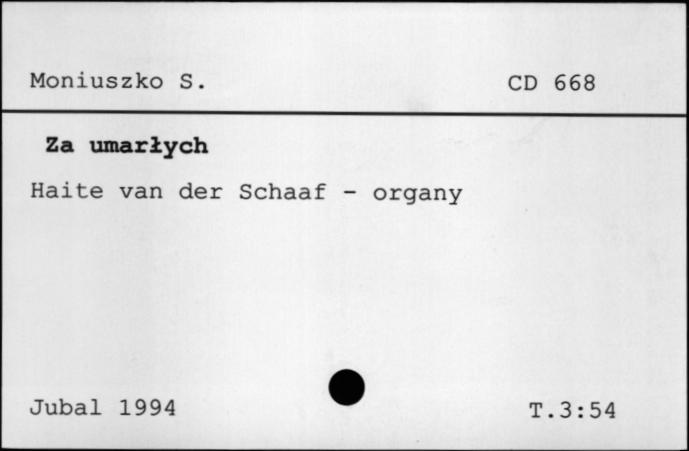 Moniuszko S. CD 668
Za umarłych
Haite van der Schaaf - organy
Jubal 1994 T.3:54